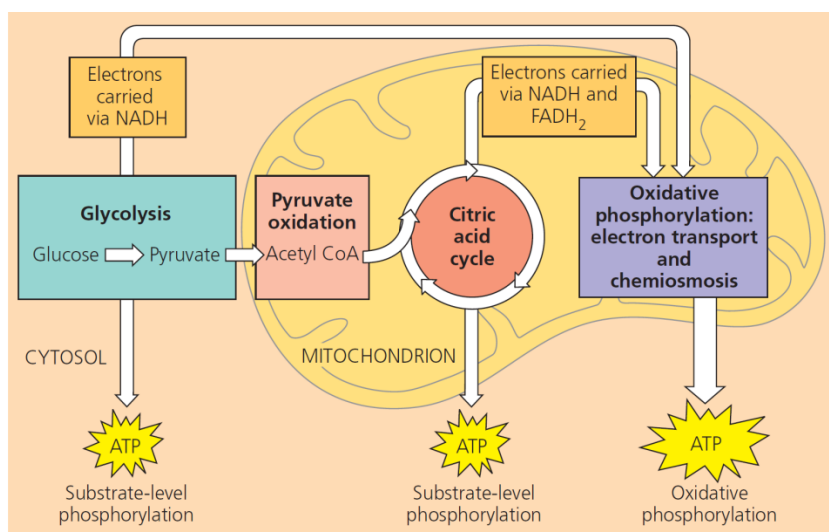 Electrons
carried
via NADH
Electrons carried
via NADH and
FADH₂
Glycolysis
Glucose
Pyruvate
Pyruvate
oxidation
Acetyl CoA
Citric
acid
cycle
Oxidative
phosphorylation:
electron transport
and
chemiosmosis
CYTOSOL
MITOCHONDRION
ATP
ATP
ATP
Substrate-level
phosphorylation
Substrate-level
phosphorylation
Oxidative
phosphorylation